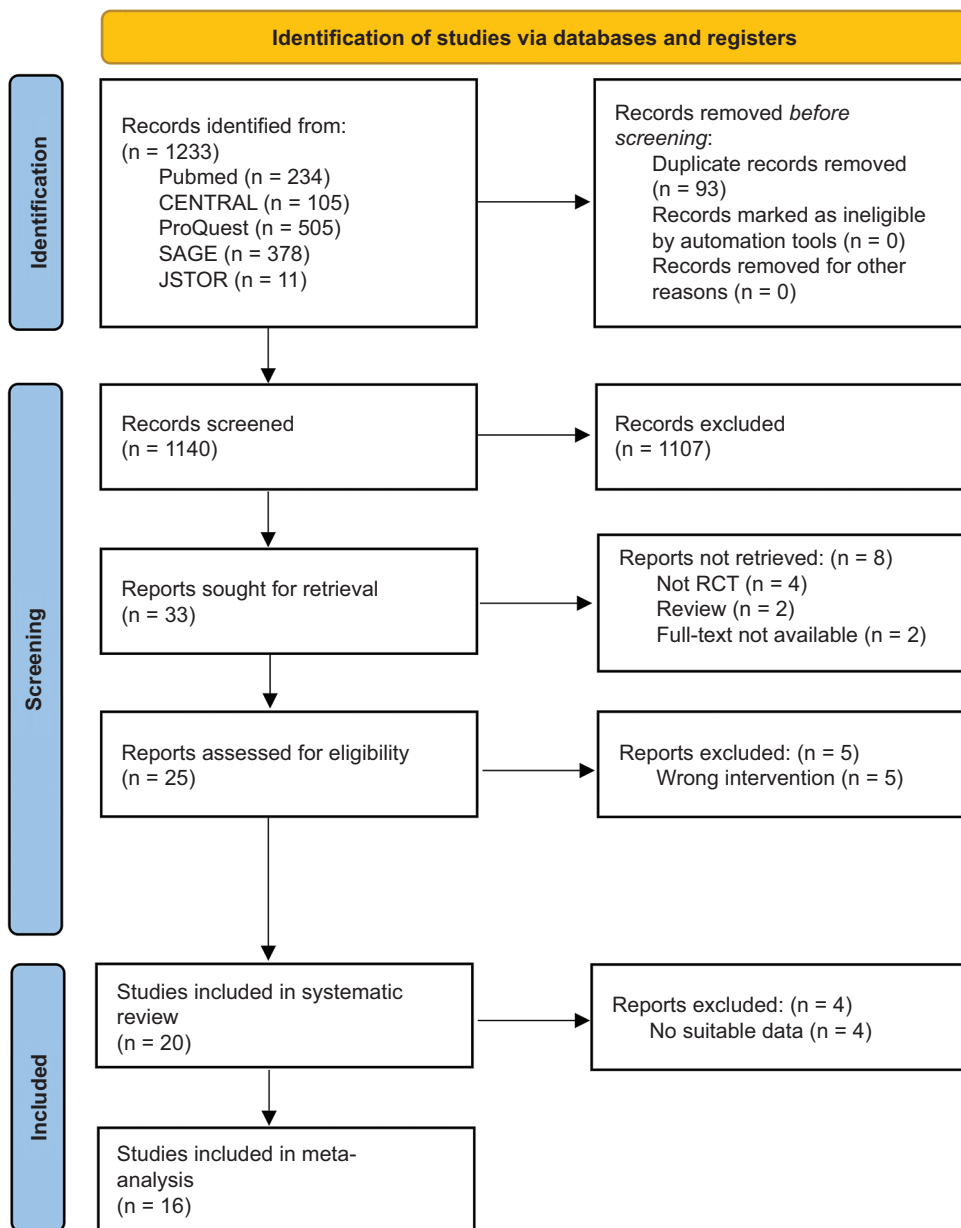 Identification of studies via databases and registers
Identification
Records identified from:
(n = 1233)
Pubmed (n = 234)
CENTRAL (n = 105)
ProQuest (n = 505)
SAGE (n = 378)
JSTOR (n = 11)
Records removed before
screening:
Duplicate records removed
(n = 93)
Records marked as ineligible
by automation tools (n = 0)
Records removed for other
reasons (n = 0)
Screening
Records screened
(n = 1140)
Records excluded
(n = 1107)
Reports sought for retrieval
(n = 33)
Reports not retrieved: (n = 8)
Not RCT (n = 4)
Review (n = 2)
Full-text not available (n = 2)
Reports assessed for eligibility
(n = 25)
Reports excluded: (n = 5)
Wrong intervention (n = 5)
Included
Studies included in systematic
review
(n = 20)
Reports excluded: (n = 4)
No suitable data (n = 4)
Studies included in meta-
analysis
(n = 16)